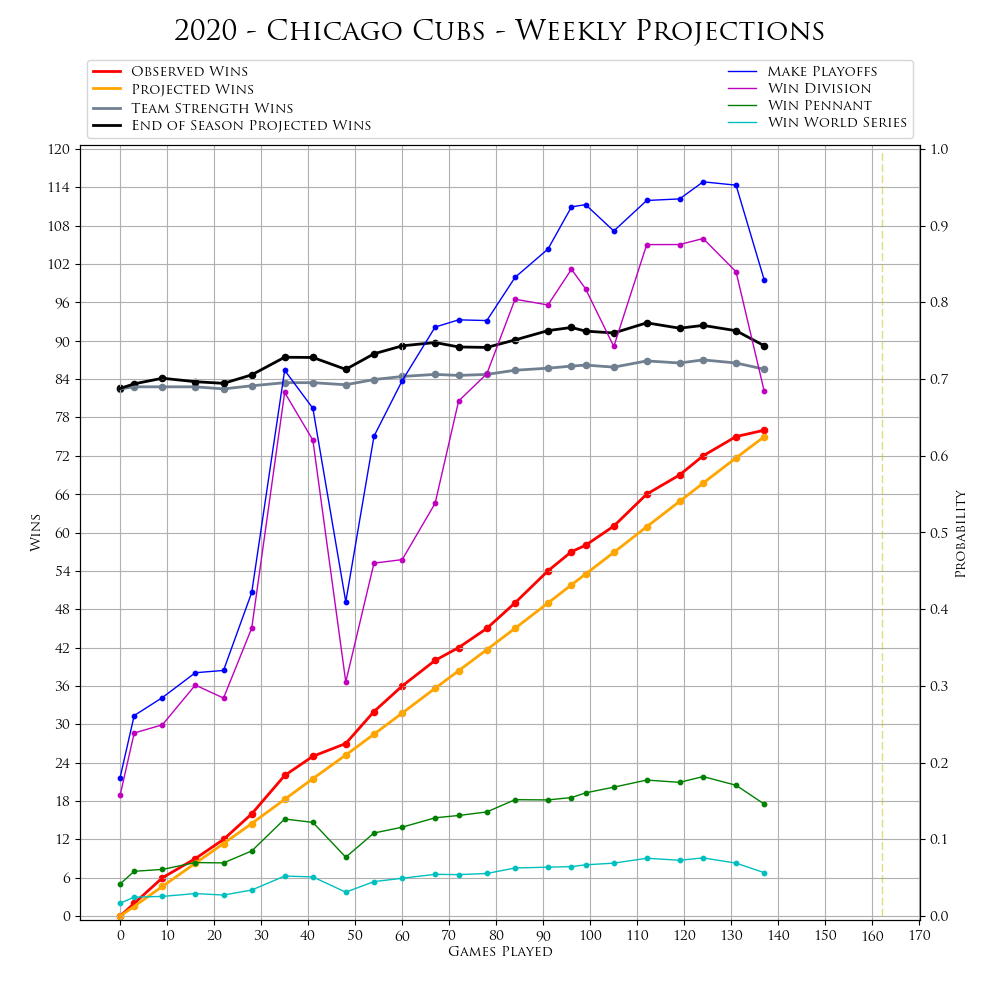 2020 - Chicago Cubs - Weekly Projections
Observed Wins
Projected Wins
Team Strength Wins
End of Season Projected Wins
Make Playoffs
Win Division
Win Pennant
Win World Series
120
114
108
102
96
90
84
78
72
66
60
54
48
42
36
30
24
18
12
6
0
Wins
1.0
0.9
0.8
0.7
0.6
0.5
0.4
0.3
0.2
0.1
0.0
Probability
0 10 20 30 40 50 60 70 80 90 100 110 120 130 140 150 160 170
Games Played